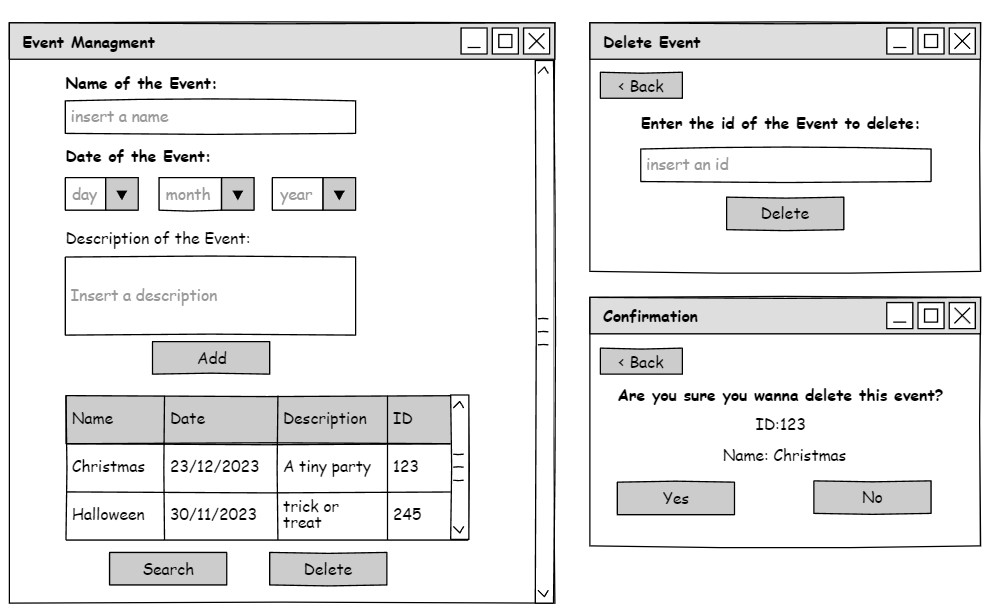 Event Managment
Name of the Event:
insert a name
Date of the Event:
day month year
Description of the Event:
Insert a description
Add
Name Date Description ID
Christmas 23/12/2023 A tiny party 123
Halloween 30/11/2023 trick or treat 245
Search Delete
Delete Event
< Back
Enter the id of the Event to delete:
insert an id
Delete
Confirmation
< Back
Are you sure you wanna delete this event?
ID:123
Name: Christmas
Yes No